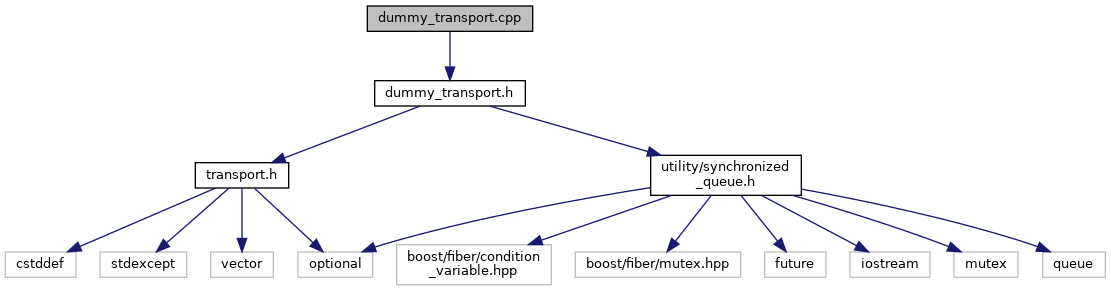 dummy_transport.cpp
dummy_transport.h
transport.h
utility/synchronized
_queue.h
cstddef
stdexcept
vector
optional
boost/fiber/condition
_variable.hpp
boost/fiber/mutex.hpp
future
iostream
mutex
queue